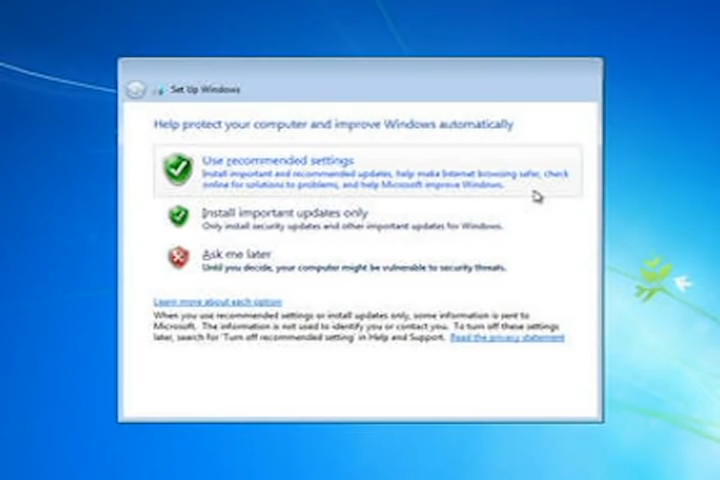 Set Up Windows
Help protect your computer and improve Windows automatically
Use recommended settings
Install important and recommended updates, help make Internet browsing safer, check
online for solutions to problems, and help Microsoft improve Windows.
Install important updates only
Only install security updates and other important updates for Windows.
Ask me later
Until you decide, your computer might be vulnerable to security threats.
Learn more about each option
When you use recommended settings or install updates only, some information is sent to
Microsoft. The information is not used to identify you or contact you. To turn off these settings
later, search for 'Turn off recommended setting' in Help and Support. Read the privacy statement